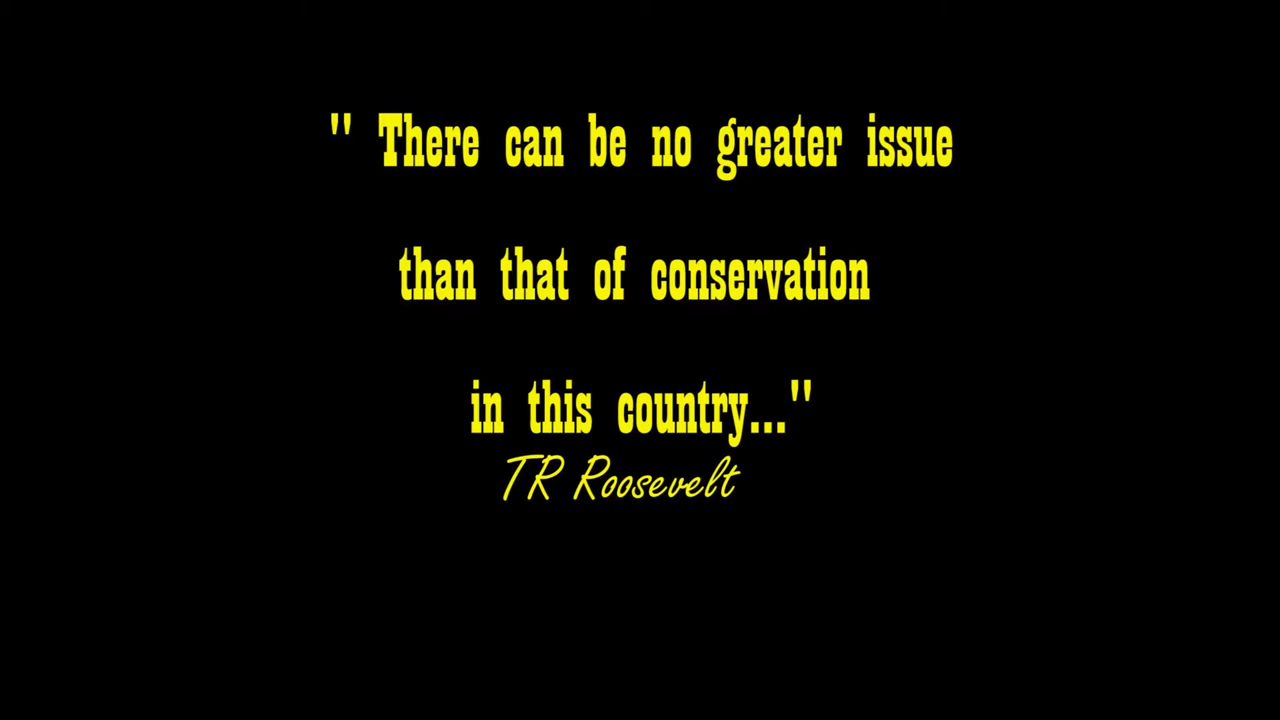 " There can be no greater issue
than that of conservation
in this country..."
TR Roosevelt